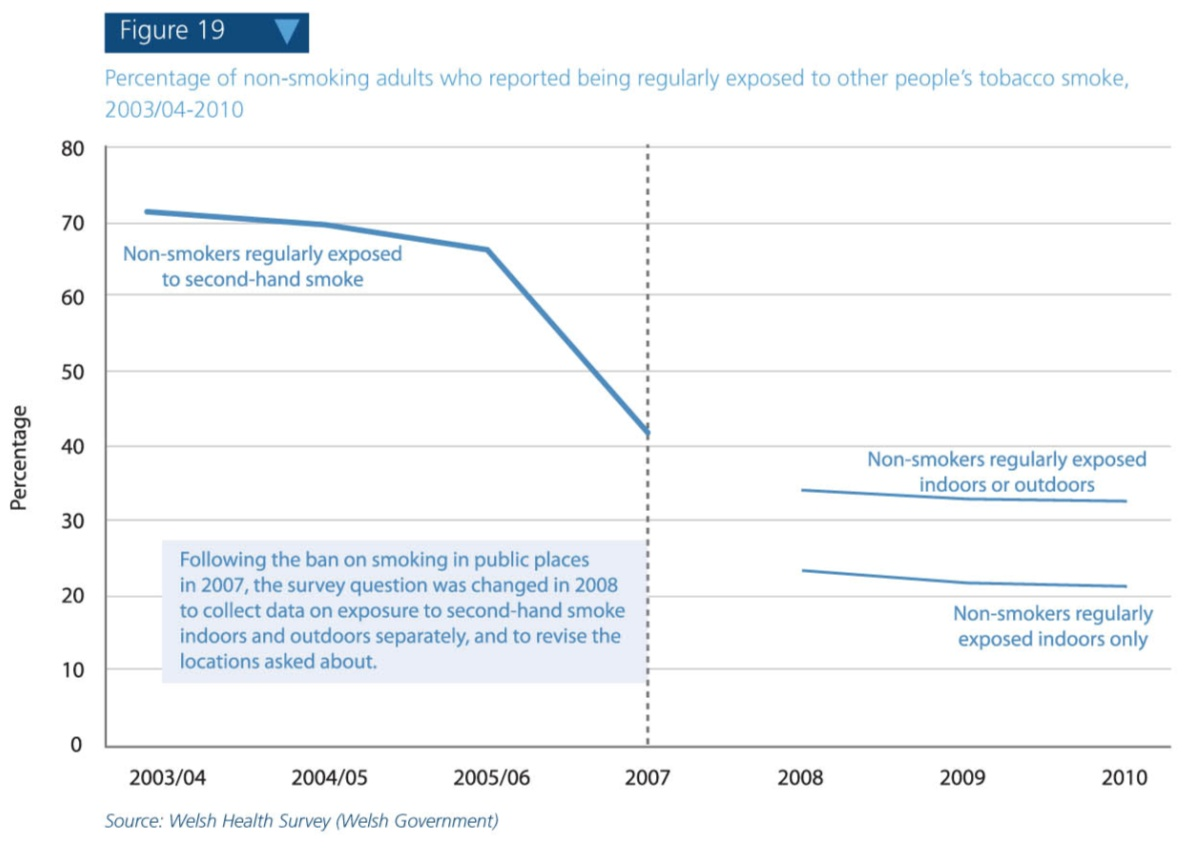 Figure 19
Percentage of non-smoking adults who reported being regularly exposed to other people's tobacco smoke,
2003/04-2010
80
70
60
50
40
30
20
10
0
Percentage
Non-smokers regularly exposed
to second-hand smoke
Non-smokers regularly exposed
indoors or outdoors
Following the ban on smoking in public places
in 2007, the survey question was changed in 2008
to collect data on exposure to second-hand smoke
indoors and outdoors separately, and to revise the
locations asked about.
Non-smokers regularly
exposed indoors only
2003/04 2004/05 2005/06 2007 2008 2009 2010
Source: Welsh Health Survey (Welsh Government)